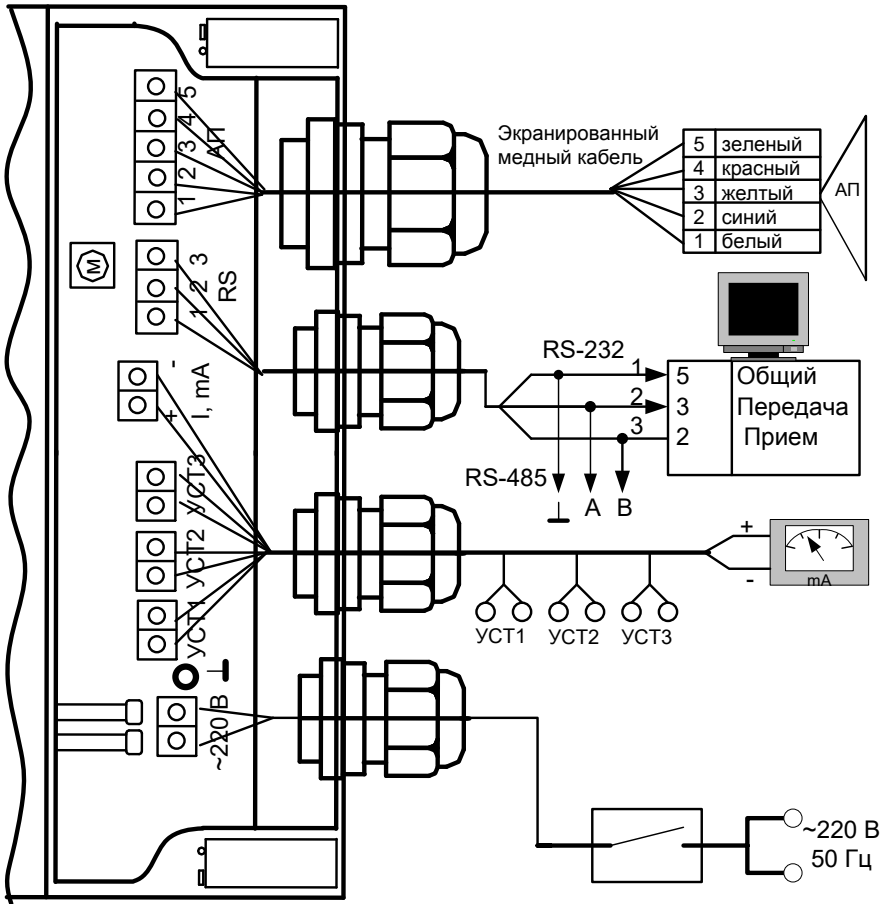 5
4
3
2
1
АП
Экранированный
медный кабель
5 зеленый
4 красный
3 желтый
2 синий
1 белый
АП
М
3
2
1
RS
RS-232
1
2
3
5 Общий
3 Передача
2 Прием
RS-485
A B
-
+
I, mA
УСТ3
УСТ2
УСТ1
+
-
mA
УСТ1 УСТ2 УСТ3
~220 В
~220 В
50 Гц